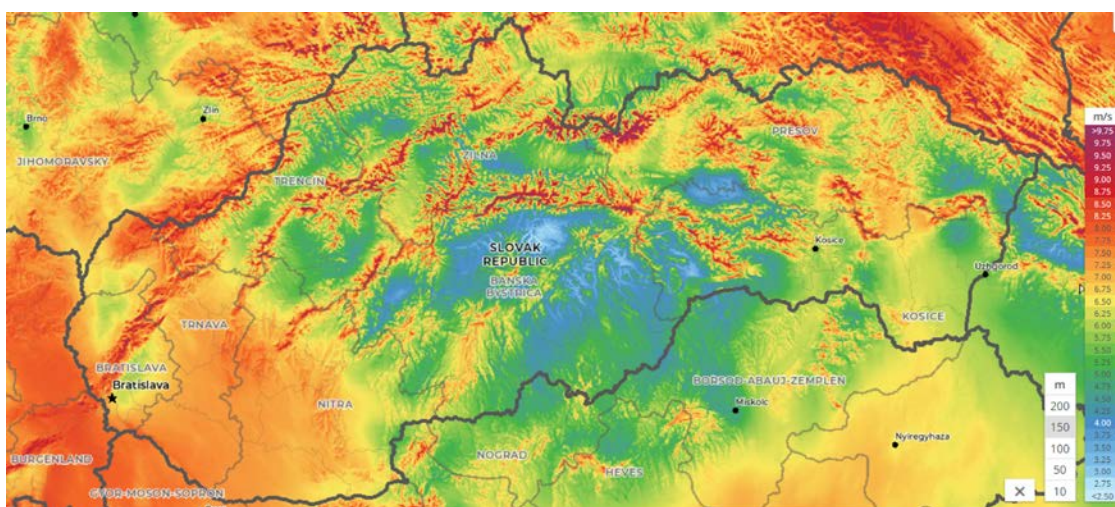 Brno
Zlin
JIHOMORAVSKY
TRENCIN
ZILINA
PRESOV
SLOVAK
REPUBLIC
BANSKA
BYSTRICA
Kosice
Uzhgorod
KOSICE
TRNAVA
BRATISLAVA
Bratislava
NITRA
BORSOD-ABAUJ-ZEMPLEN
Miskolc
Nyiregyhaza
NOGRAD
HEVES
BURGENLAND
GYOR-MOSON-SOPRON
m/s
>9.75
9.75
9.50
9.25
9.00
8.75
8.50
8.25
8.00
7.75
7.50
7.25
7.00
6.75
6.50
6.25
6.00
5.75
5.50
5.25
5.00
4.75
4.50
4.25
4.00
3.75
3.50
3.25
3.00
2.75
<2.50
m
200
150
100
50
10